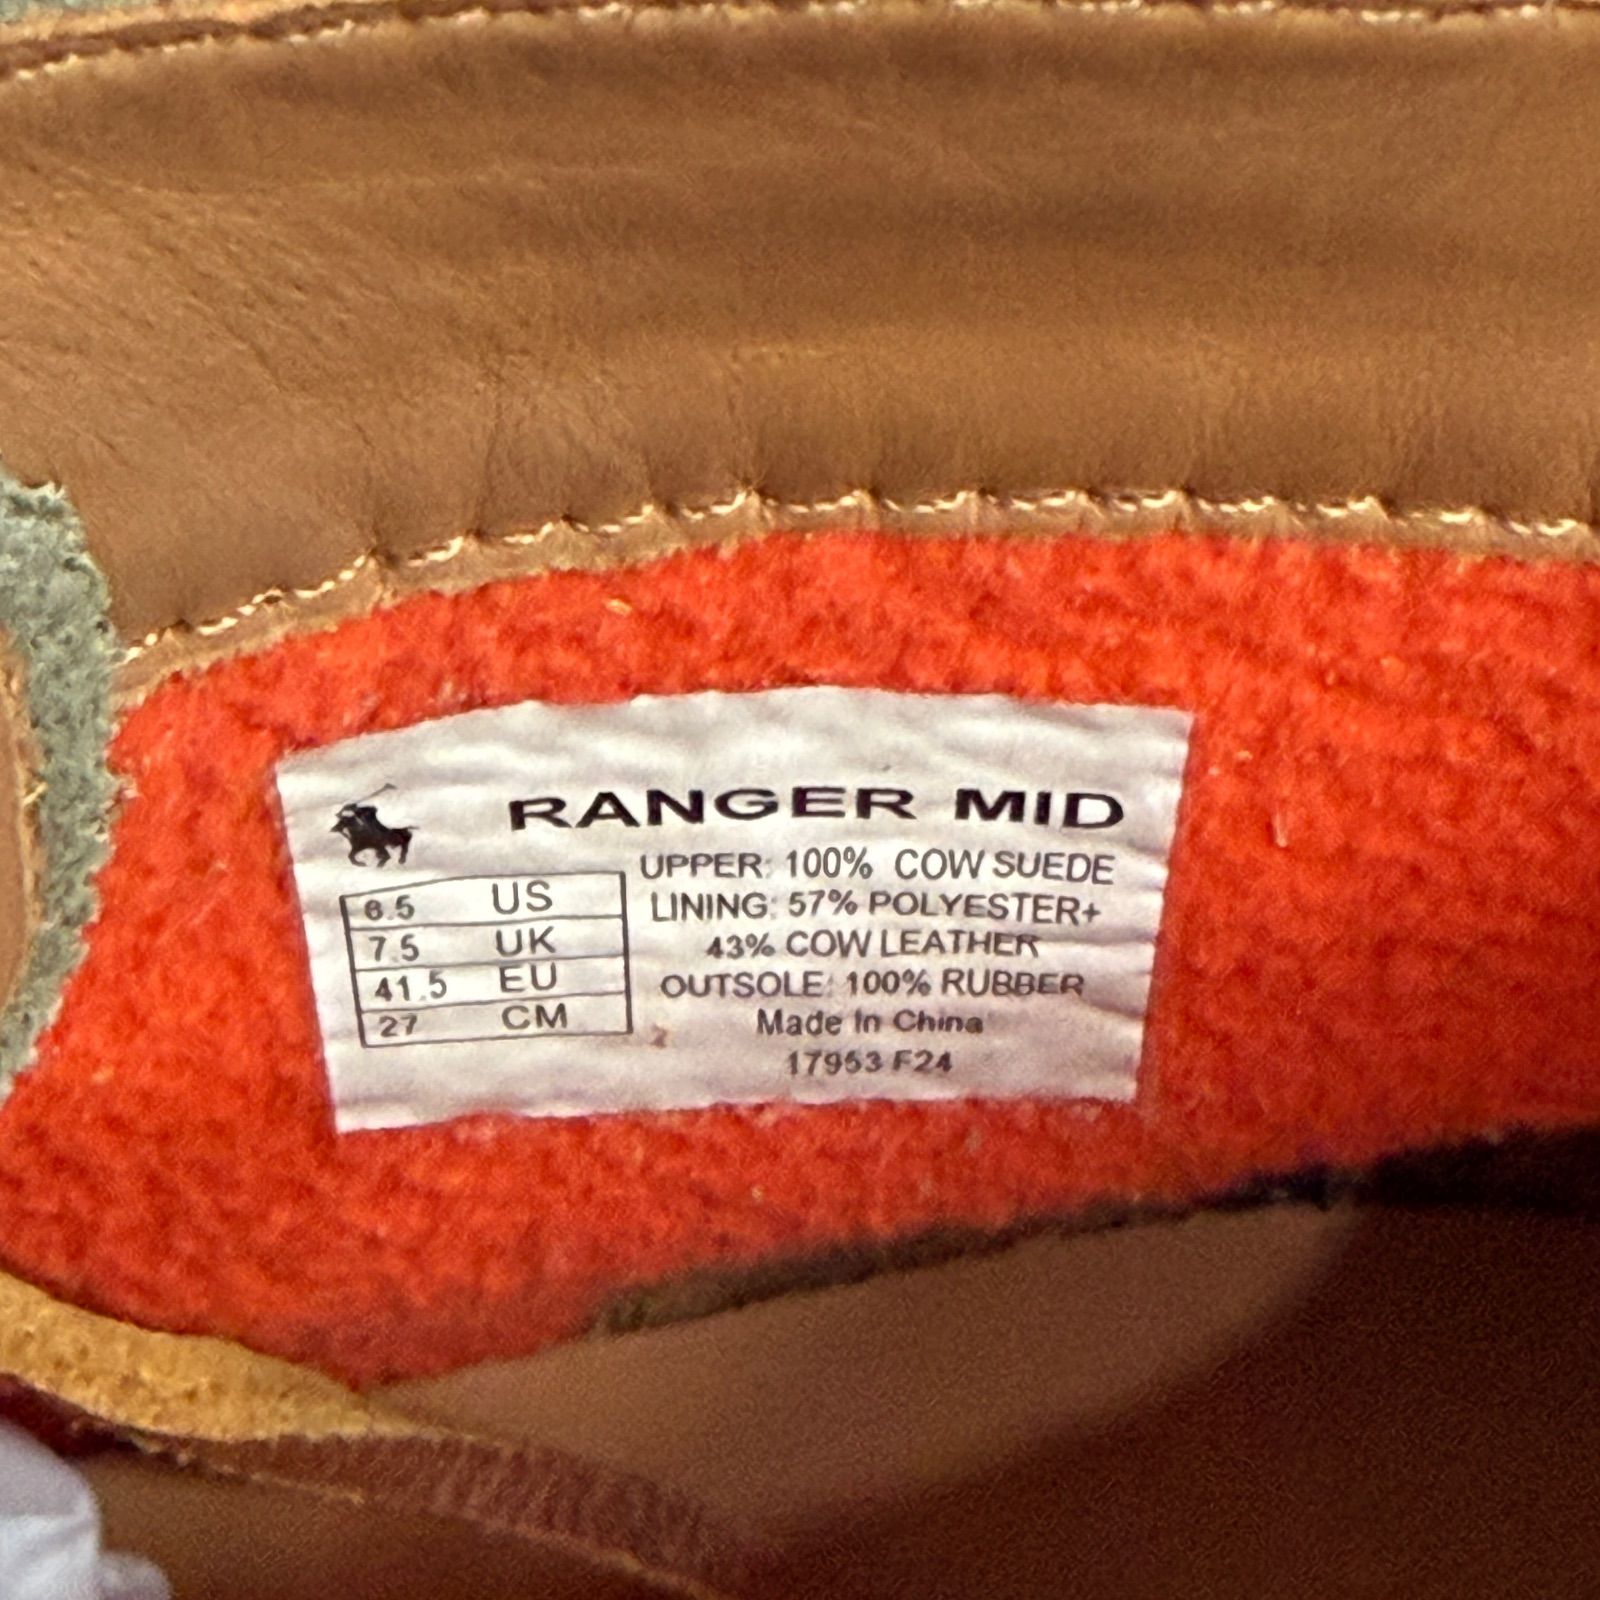 RANGER MID
UPPER: 100% COW SUEDE
LINING: 57% POLYESTER+
43% COW LEATHER
OUTSOLE: 100% RUBBER
Made In China
17953 F24
8.5 US
7.5 UK
41.5 EU
27 CM